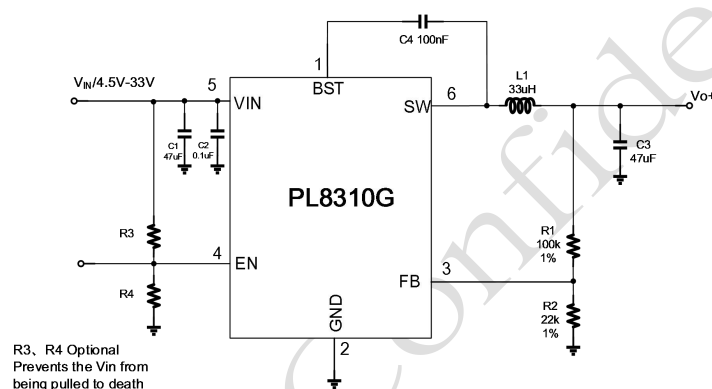 C4 100nF
1
BST
V_IN/4.5V-33V
5
VIN
C1
47uF
C2
0.1uF
SW
6
L1
33uH
Vo+
C3
47uF
PL8310G
R3
4
EN
R4
R1
100k
1%
FB
3
R2
22k
1%
GND
2
R3、R4 Optional
Prevents the Vin from
being pulled to death
Confide